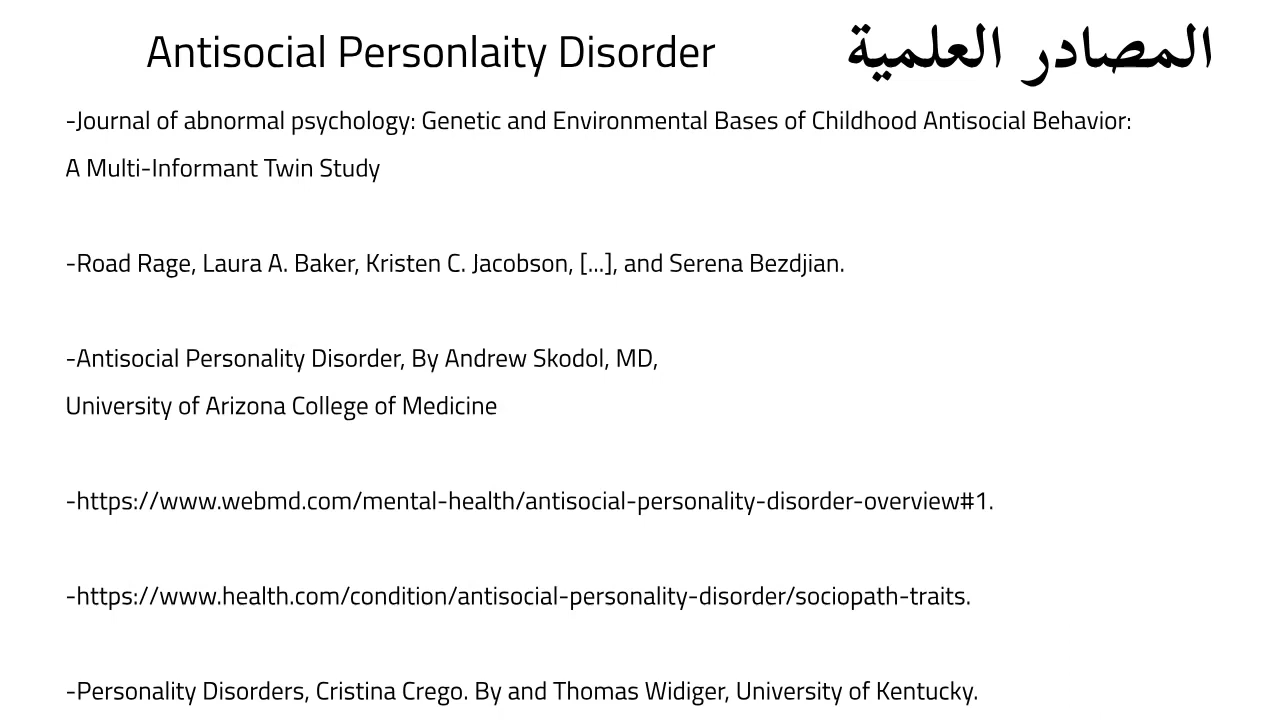 Antisocial Personlaity Disorder المصادر العلمية
-Journal of abnormal psychology: Genetic and Environmental Bases of Childhood Antisocial Behavior:
A Multi-Informant Twin Study
-Road Rage, Laura A. Baker, Kristen C. Jacobson, [...], and Serena Bezdjian.
-Antisocial Personality Disorder, By Andrew Skodol, MD,
University of Arizona College of Medicine
-https://www.webmd.com/mental-health/antisocial-personality-disorder-overview#1.
-https://www.health.com/condition/antisocial-personality-disorder/sociopath-traits.
-Personality Disorders, Cristina Crego. By and Thomas Widiger, University of Kentucky.